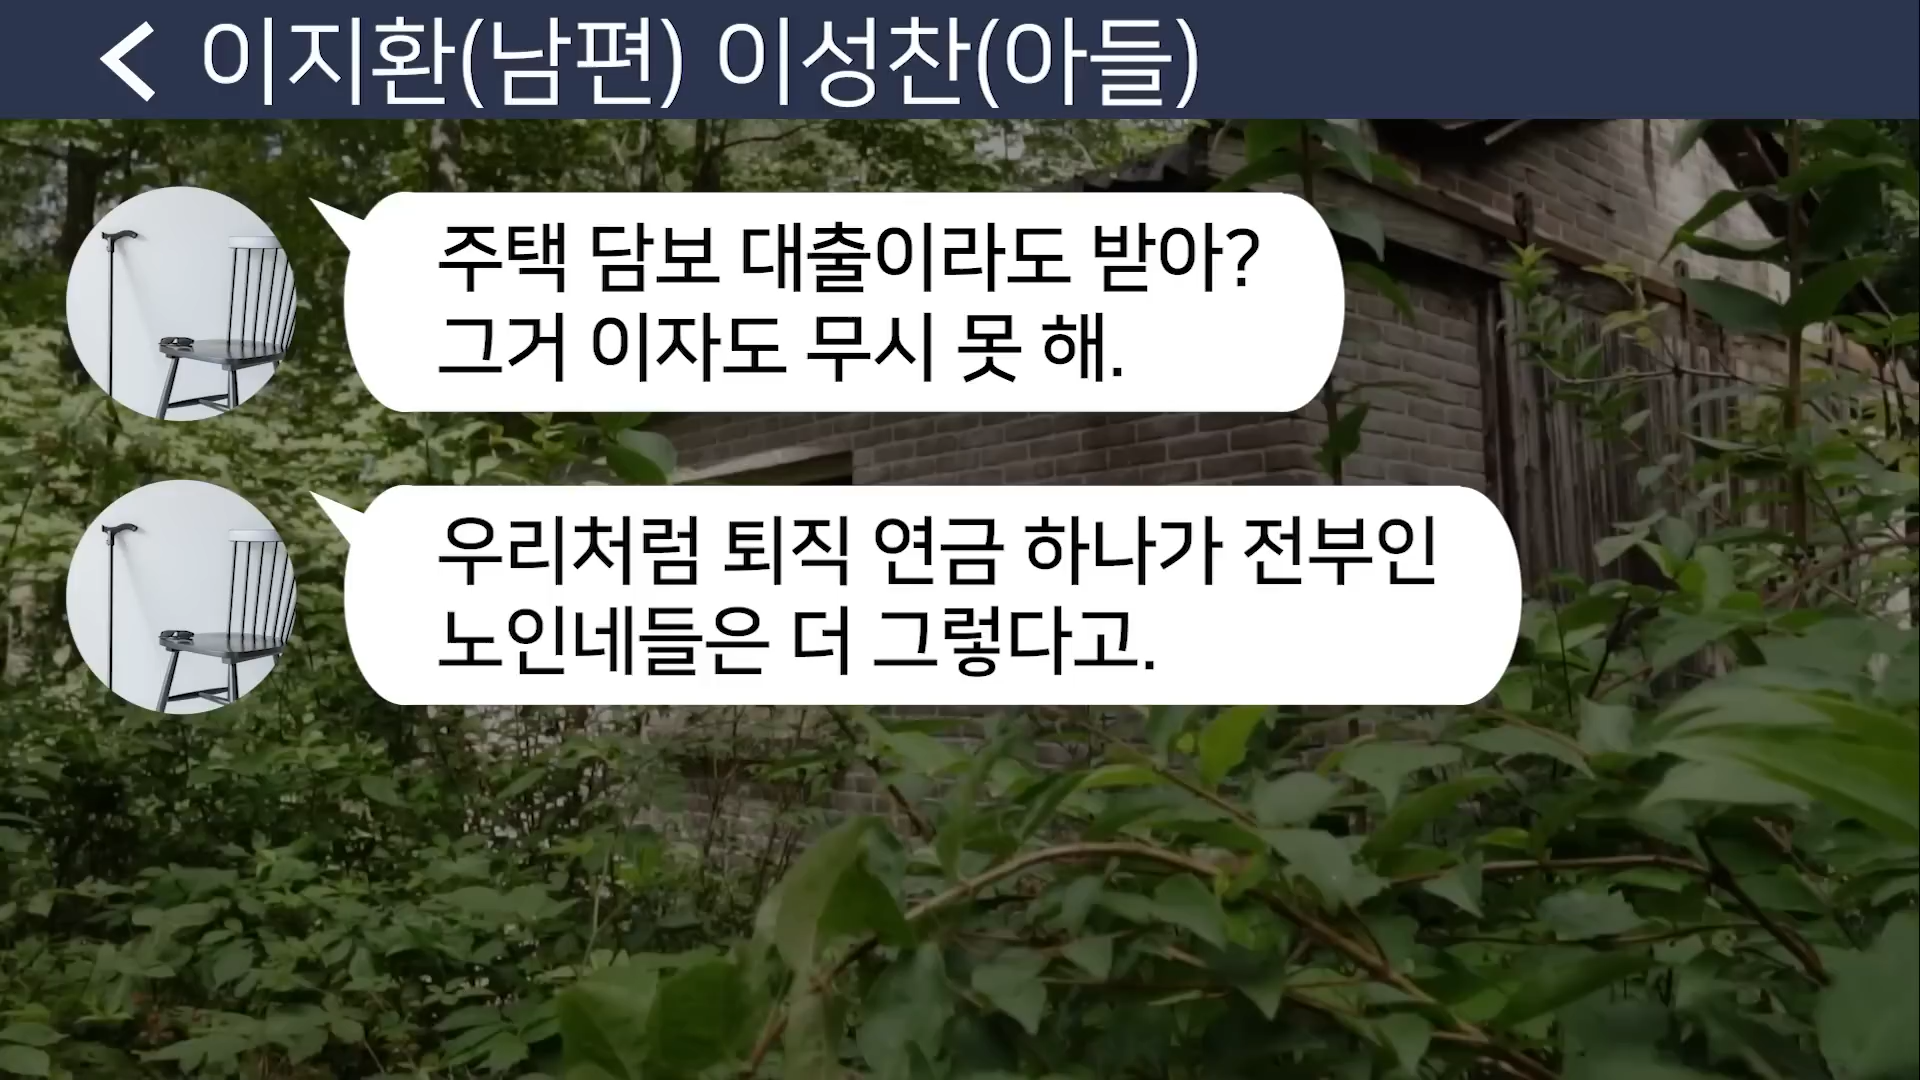 이지환(남편) 이성찬(아들)
주택 담보 대출이라도 받아?
그거 이자도 무시 못 해.
우리처럼 퇴직 연금 하나가 전부인
노인네들은 더 그렇다고.